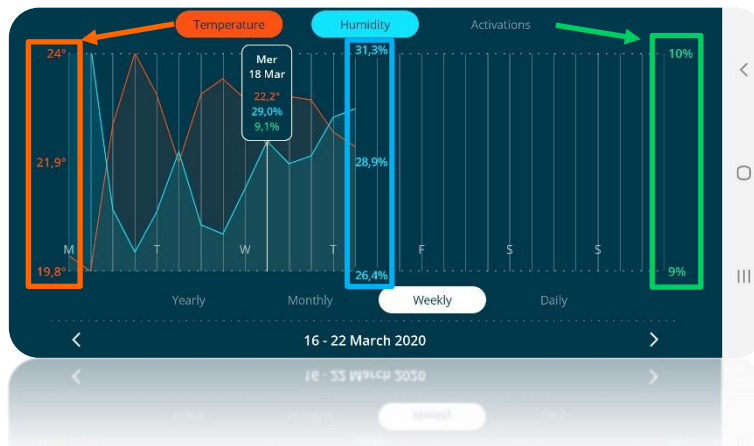 Temperature Humidity Activations
24° 31,3% 10%
Mer
18 Mar
22,2°
29,0%
9,1%
21,9° 28,9%
M T W T F S S
19,8° 26,4% 9%
Yearly Monthly Weekly Daily
16 - 22 March 2020